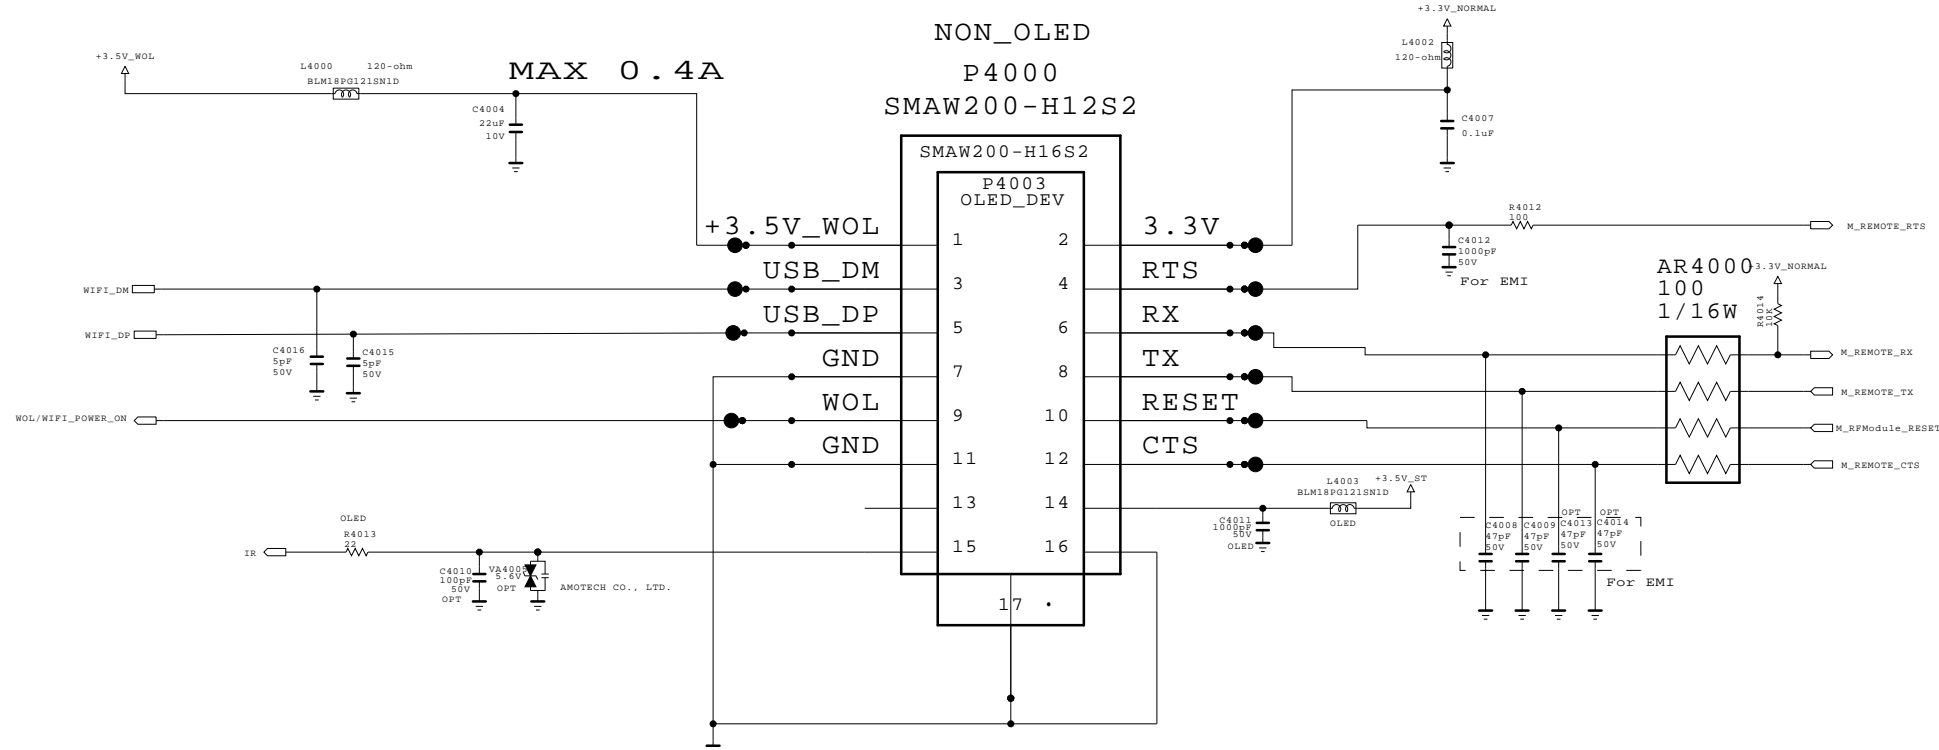 NON_OLED
P4000
SMAW200-H12S2
SMAW200-H16S2
P4003
OLED_DEV
+3.5V_WOL
L4000 120-ohm
BLM18PG121SN1D
MAX 0.4A
C4004
22uF
10V
+3.3V_NORMAL
L4002
120-ohm
C4007
0.1uF
+3.5V_WOL 1 2 3.3V
USB_DM 3 4 RTS
USB_DP 5 6 RX
GND 7 8 TX
WOL 9 10 RESET
GND 11 12 CTS
13 14
15 16
17
WIFI_DM
WIFI_DP
C4016
5pF
50V
C4015
5pF
50V
WOL/WIFI_POWER_ON
IR
OLED
R4013
22
C4010
100pF
50V
OPT
VA4005
5.6V
OPT
AMOTECH CO., LTD.
R4012
100
M_REMOTE_RTS
C4012
1000pF
50V
For EMI
AR4000
100
1/16W
+3.3V_NORMAL
R4014
10K
M_REMOTE_RX
M_REMOTE_TX
M_RFModule_RESET
M_REMOTE_CTS
L4003
BLM18PG121SN1D
OLED
+3.5V_ST
C4011
1000pF
50V
OLED
C4008
47pF
50V
C4009
47pF
50V
OPT
C4013
47pF
50V
OPT
C4014
47pF
50V
For EMI